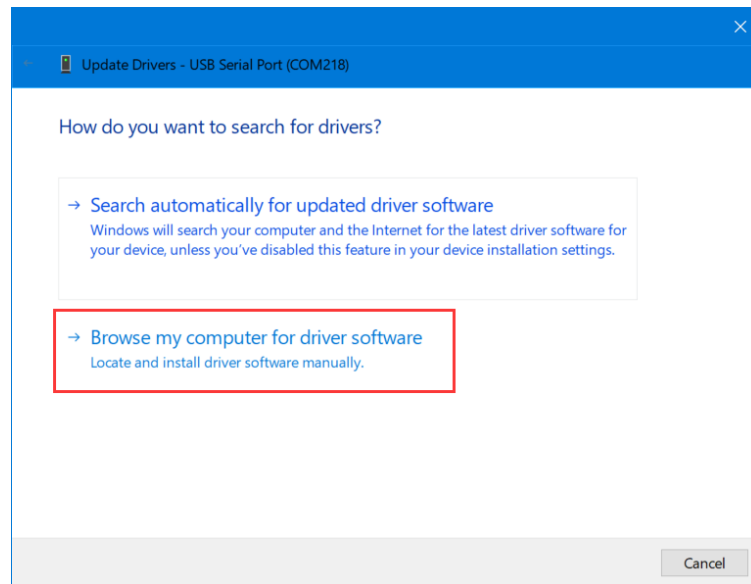 Update Drivers - USB Serial Port (COM218)
How do you want to search for drivers?
→ Search automatically for updated driver software
Windows will search your computer and the Internet for the latest driver software for
your device, unless you've disabled this feature in your device installation settings.
→ Browse my computer for driver software
Locate and install driver software manually.
Cancel